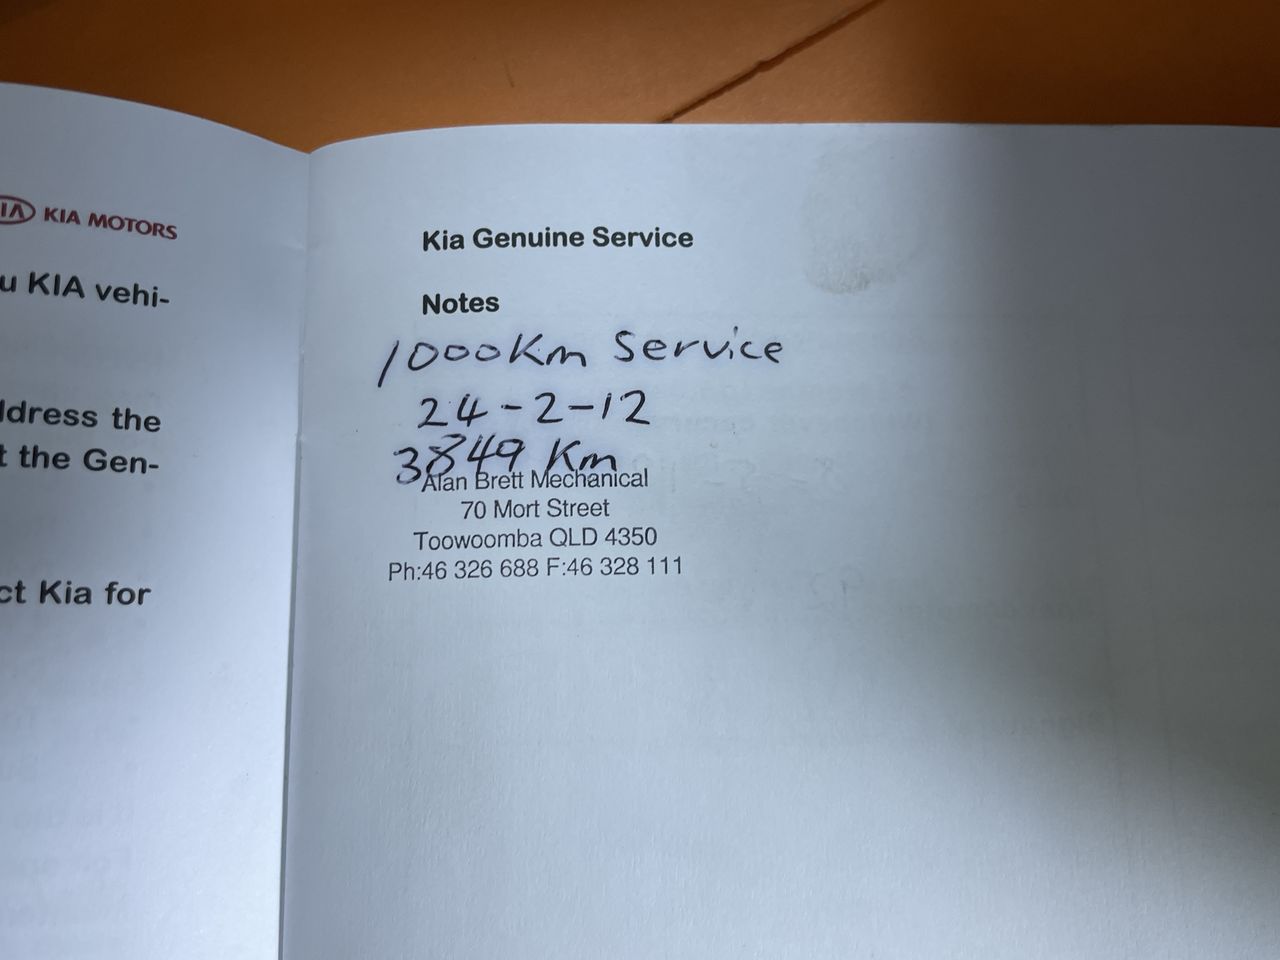 KIA MOTORS
u KIA vehi-
ddress the
t the Gen-
ct Kia for
Kia Genuine Service
Notes
1000Km Service
24-2-12
3849 Km
Alan Brett Mechanical
70 Mort Street
Toowoomba QLD 4350
Ph:46 326 688 F:46 328 111